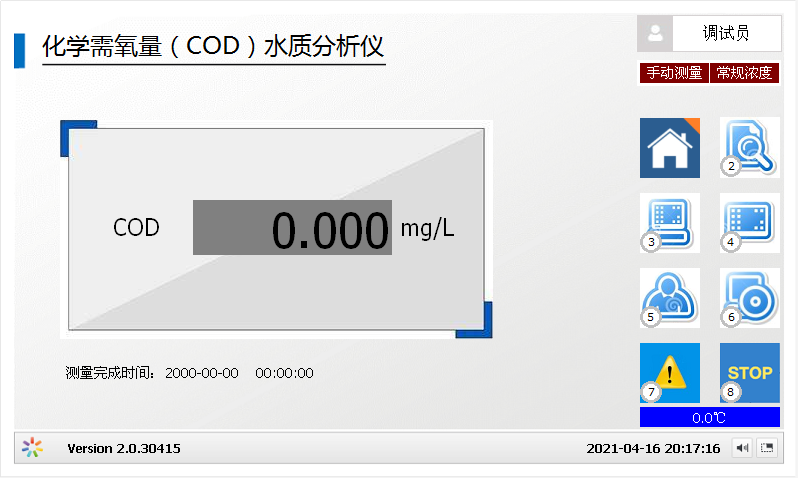 化学需氧量（COD）水质分析仪
调试员
手动测量 常规浓度
COD 0.000 mg/L
2
3 4
5 6
7 STOP 8
测量完成时间： 2000-00-00 00:00:00
0.0℃
Version 2.0.30415 2021-04-16 20:17:16